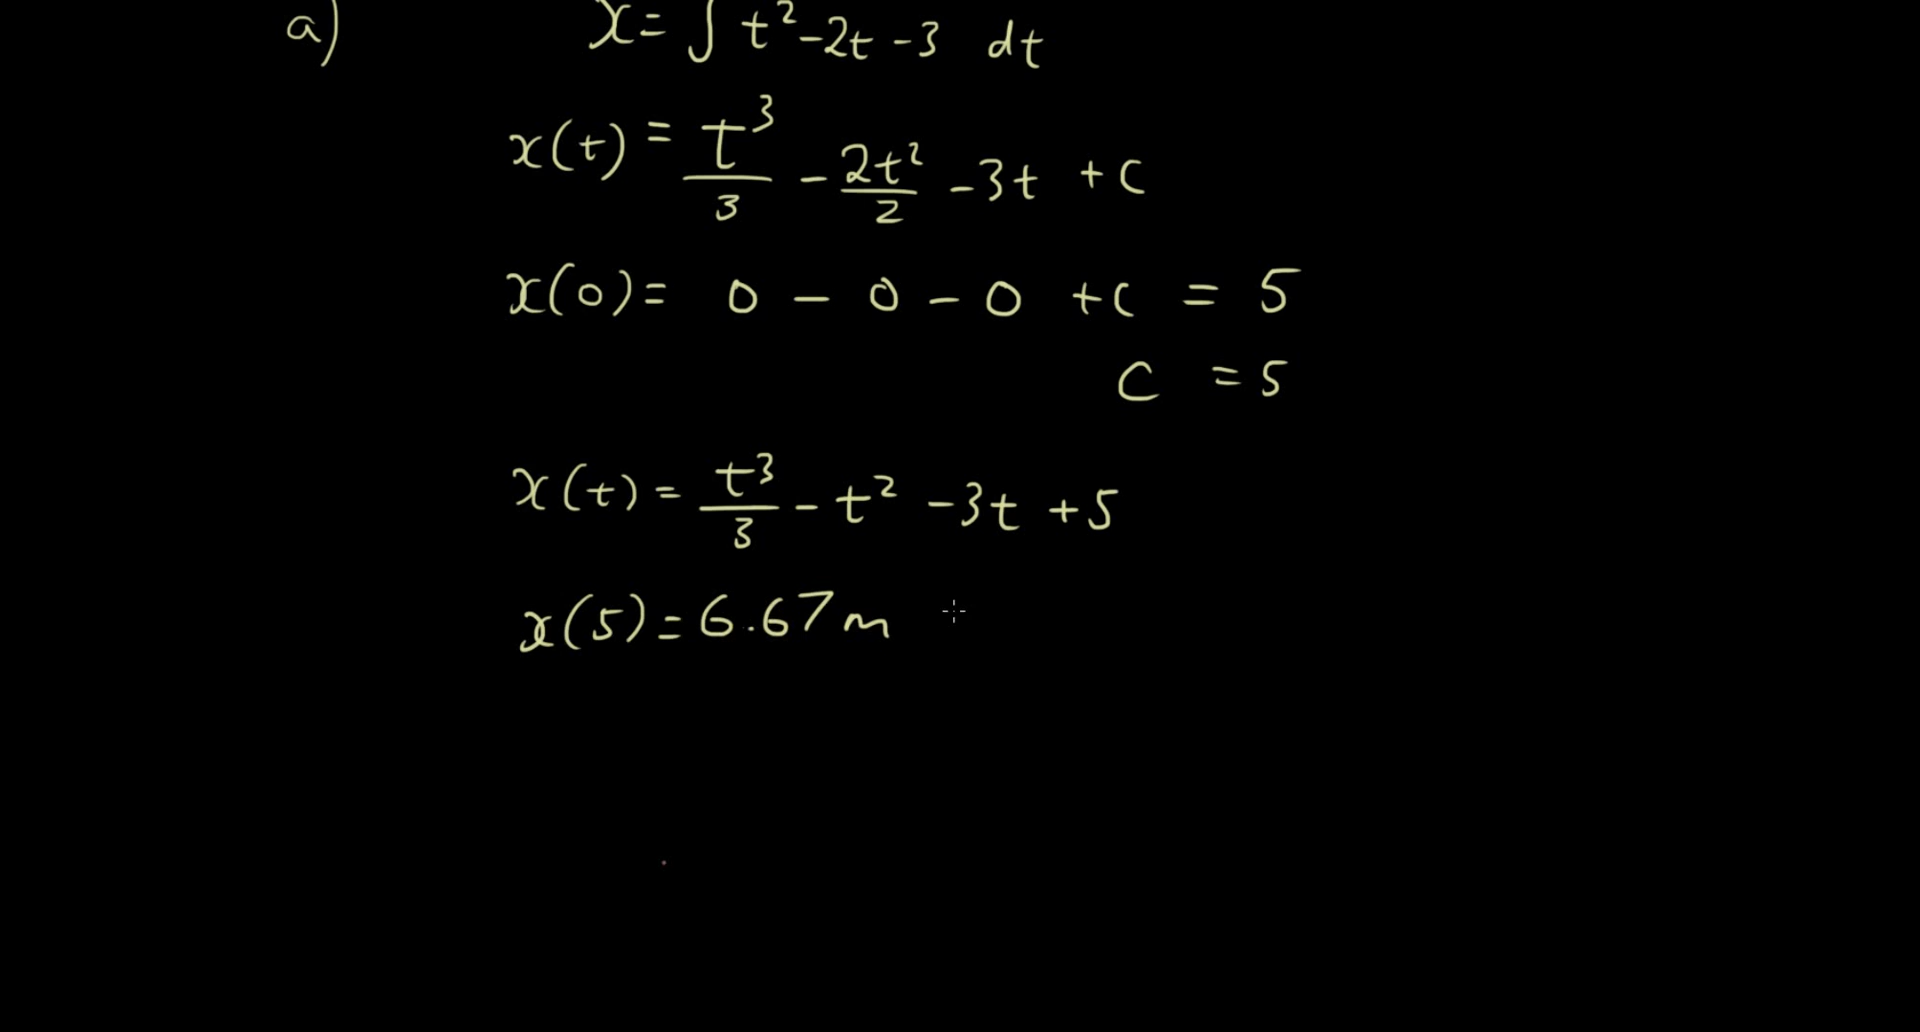 a) x = ∫ t² - 2t - 3 dt
x(t) = t³/3 - 2t²/2 - 3t + c
x(0) = 0 - 0 - 0 + c = 5
C = 5
x(t) = t³/3 - t² - 3t + 5
x(5) = 6.67m